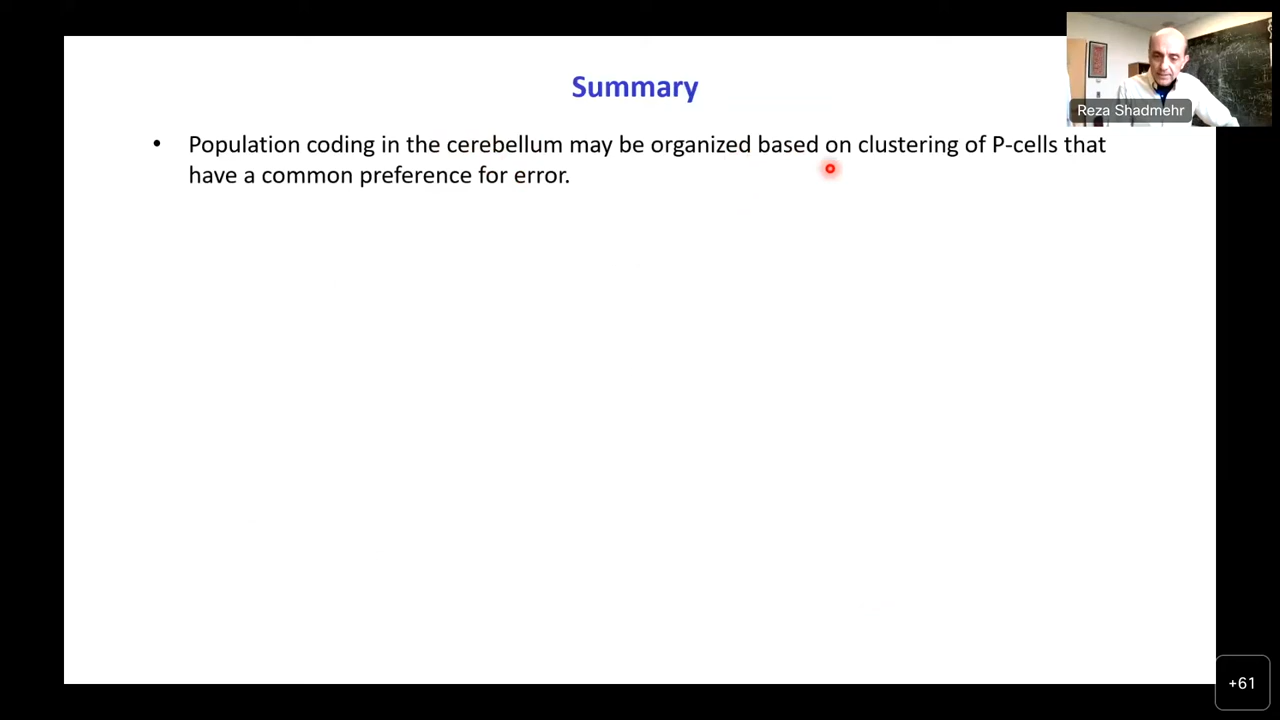 Summary
• Population coding in the cerebellum may be organized based on clustering of P-cells that
have a common preference for error.
Reza Shadmehr
+61